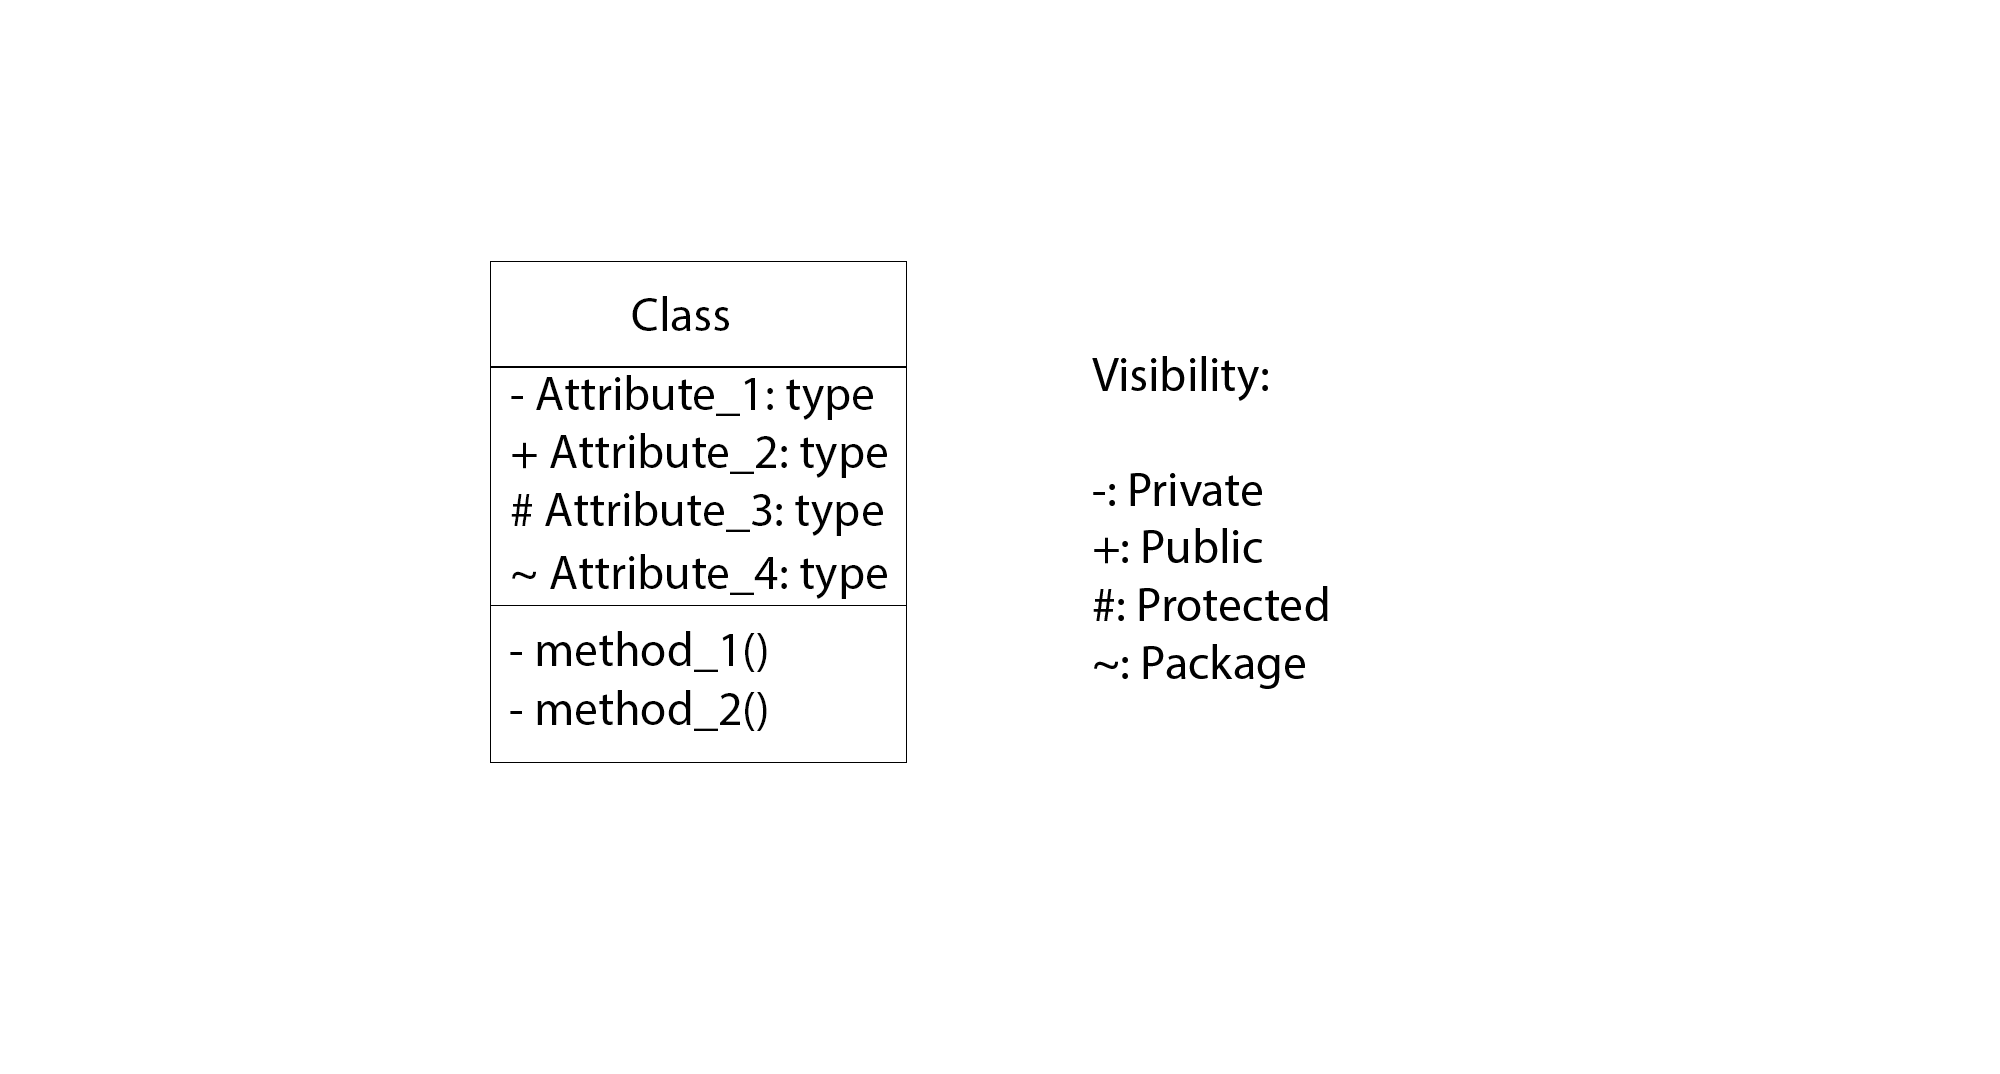 Class
- Attribute_1: type
+ Attribute_2: type
# Attribute_3: type
~ Attribute_4: type
- method_1()
- method_2()
Visibility:
-: Private
+: Public
#: Protected
~: Package